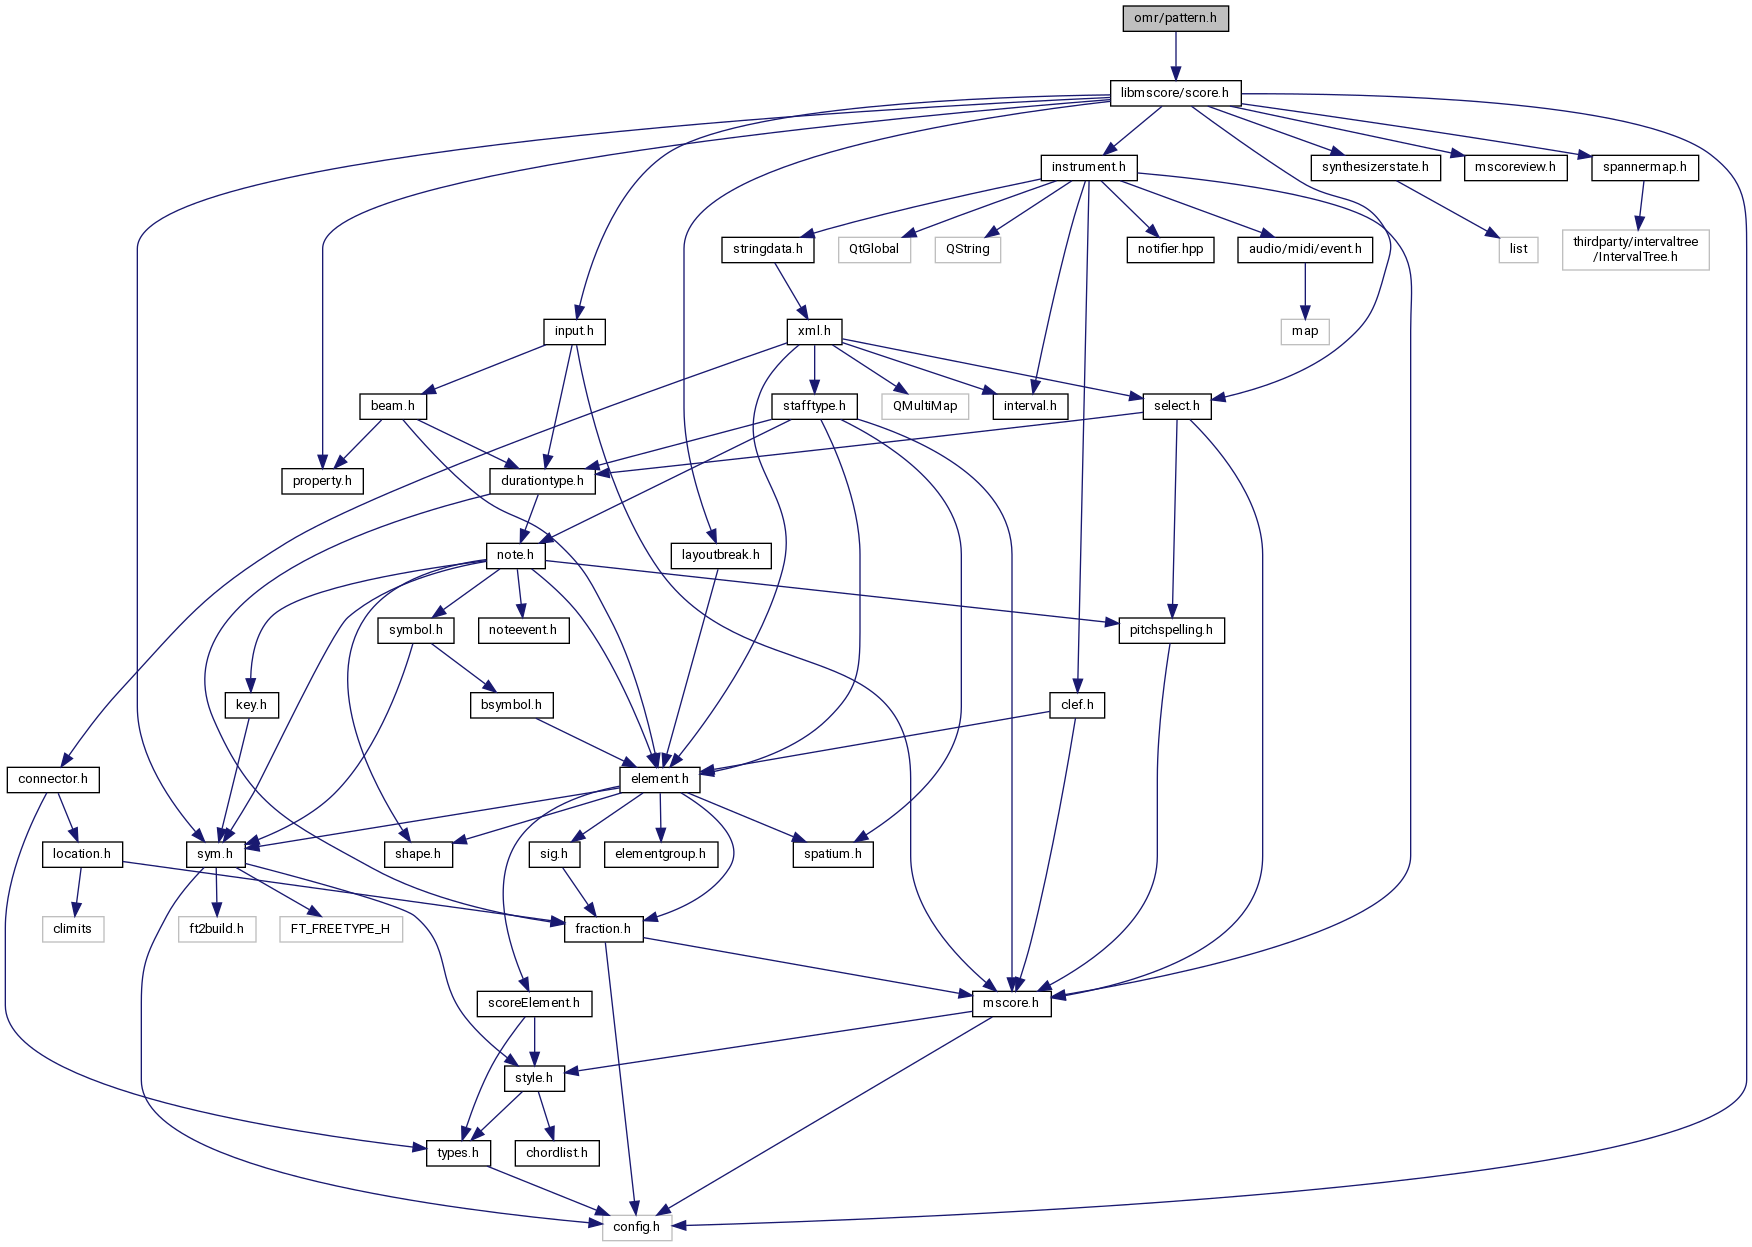 omr/pattern.h
libmscore/score.h
instrument.h
synthesizerstate.h
mscoreview.h
spannermap.h
stringdata.h
QtGlobal
QString
notifier.hpp
audio/midi/event.h
list
thirdparty/intervaltree
/IntervalTree.h
input.h
xml.h
map
beam.h
stafftype.h
QMultiMap
interval.h
select.h
property.h
durationtype.h
note.h
layoutbreak.h
symbol.h
noteevent.h
pitchspelling.h
key.h
bsymbol.h
clef.h
connector.h
element.h
location.h
sym.h
shape.h
sig.h
elementgroup.h
spatium.h
climits
ft2build.h
FT_FREETYPE_H
fraction.h
scoreElement.h
mscore.h
style.h
types.h
chordlist.h
config.h